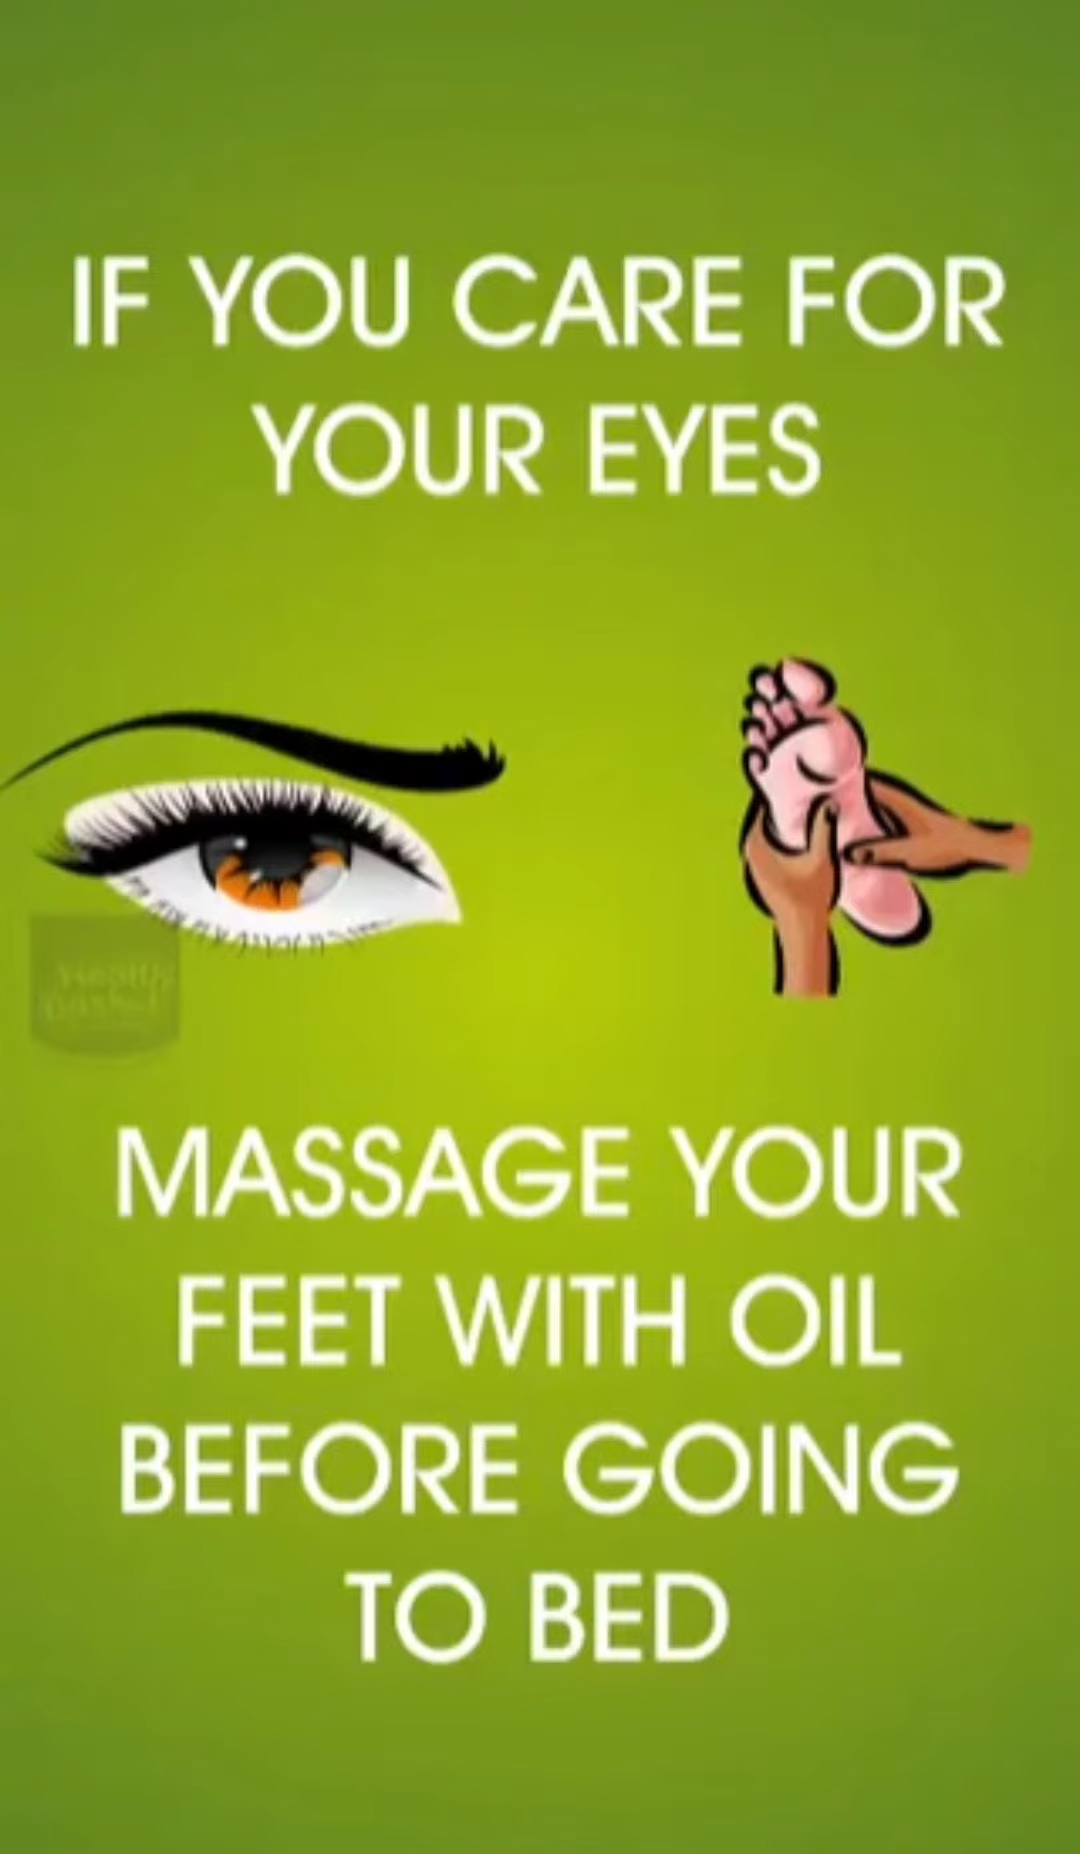 IF YOU CARE FOR
YOUR EYES
MASSAGE YOUR
FEET WITH OIL
BEFORE GOING
TO BED